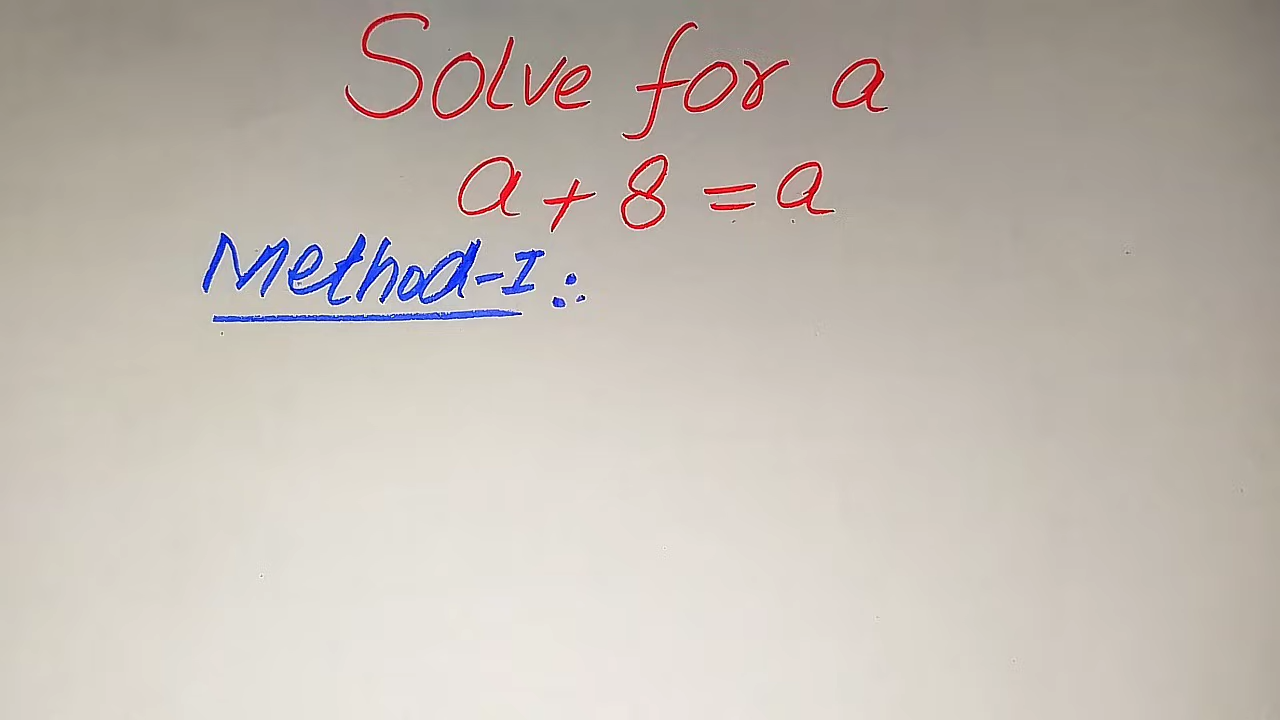 Solve for a
a + 8 = a
Method-I :